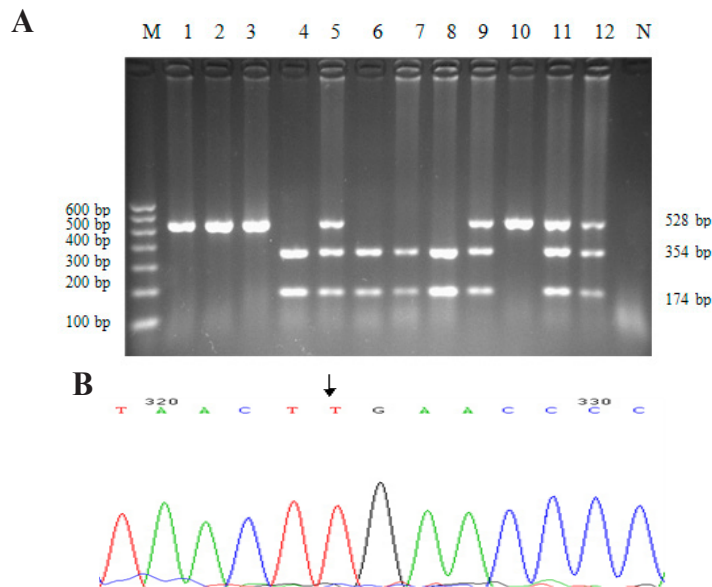 A
M 1 2 3 4 5 6 7 8 9 10 11 12 N
600 bp
500 bp
400 bp
300 bp
200 bp
100 bp
528 bp
354 bp
174 bp
B
320 330
T A A C T T G A A C C C C